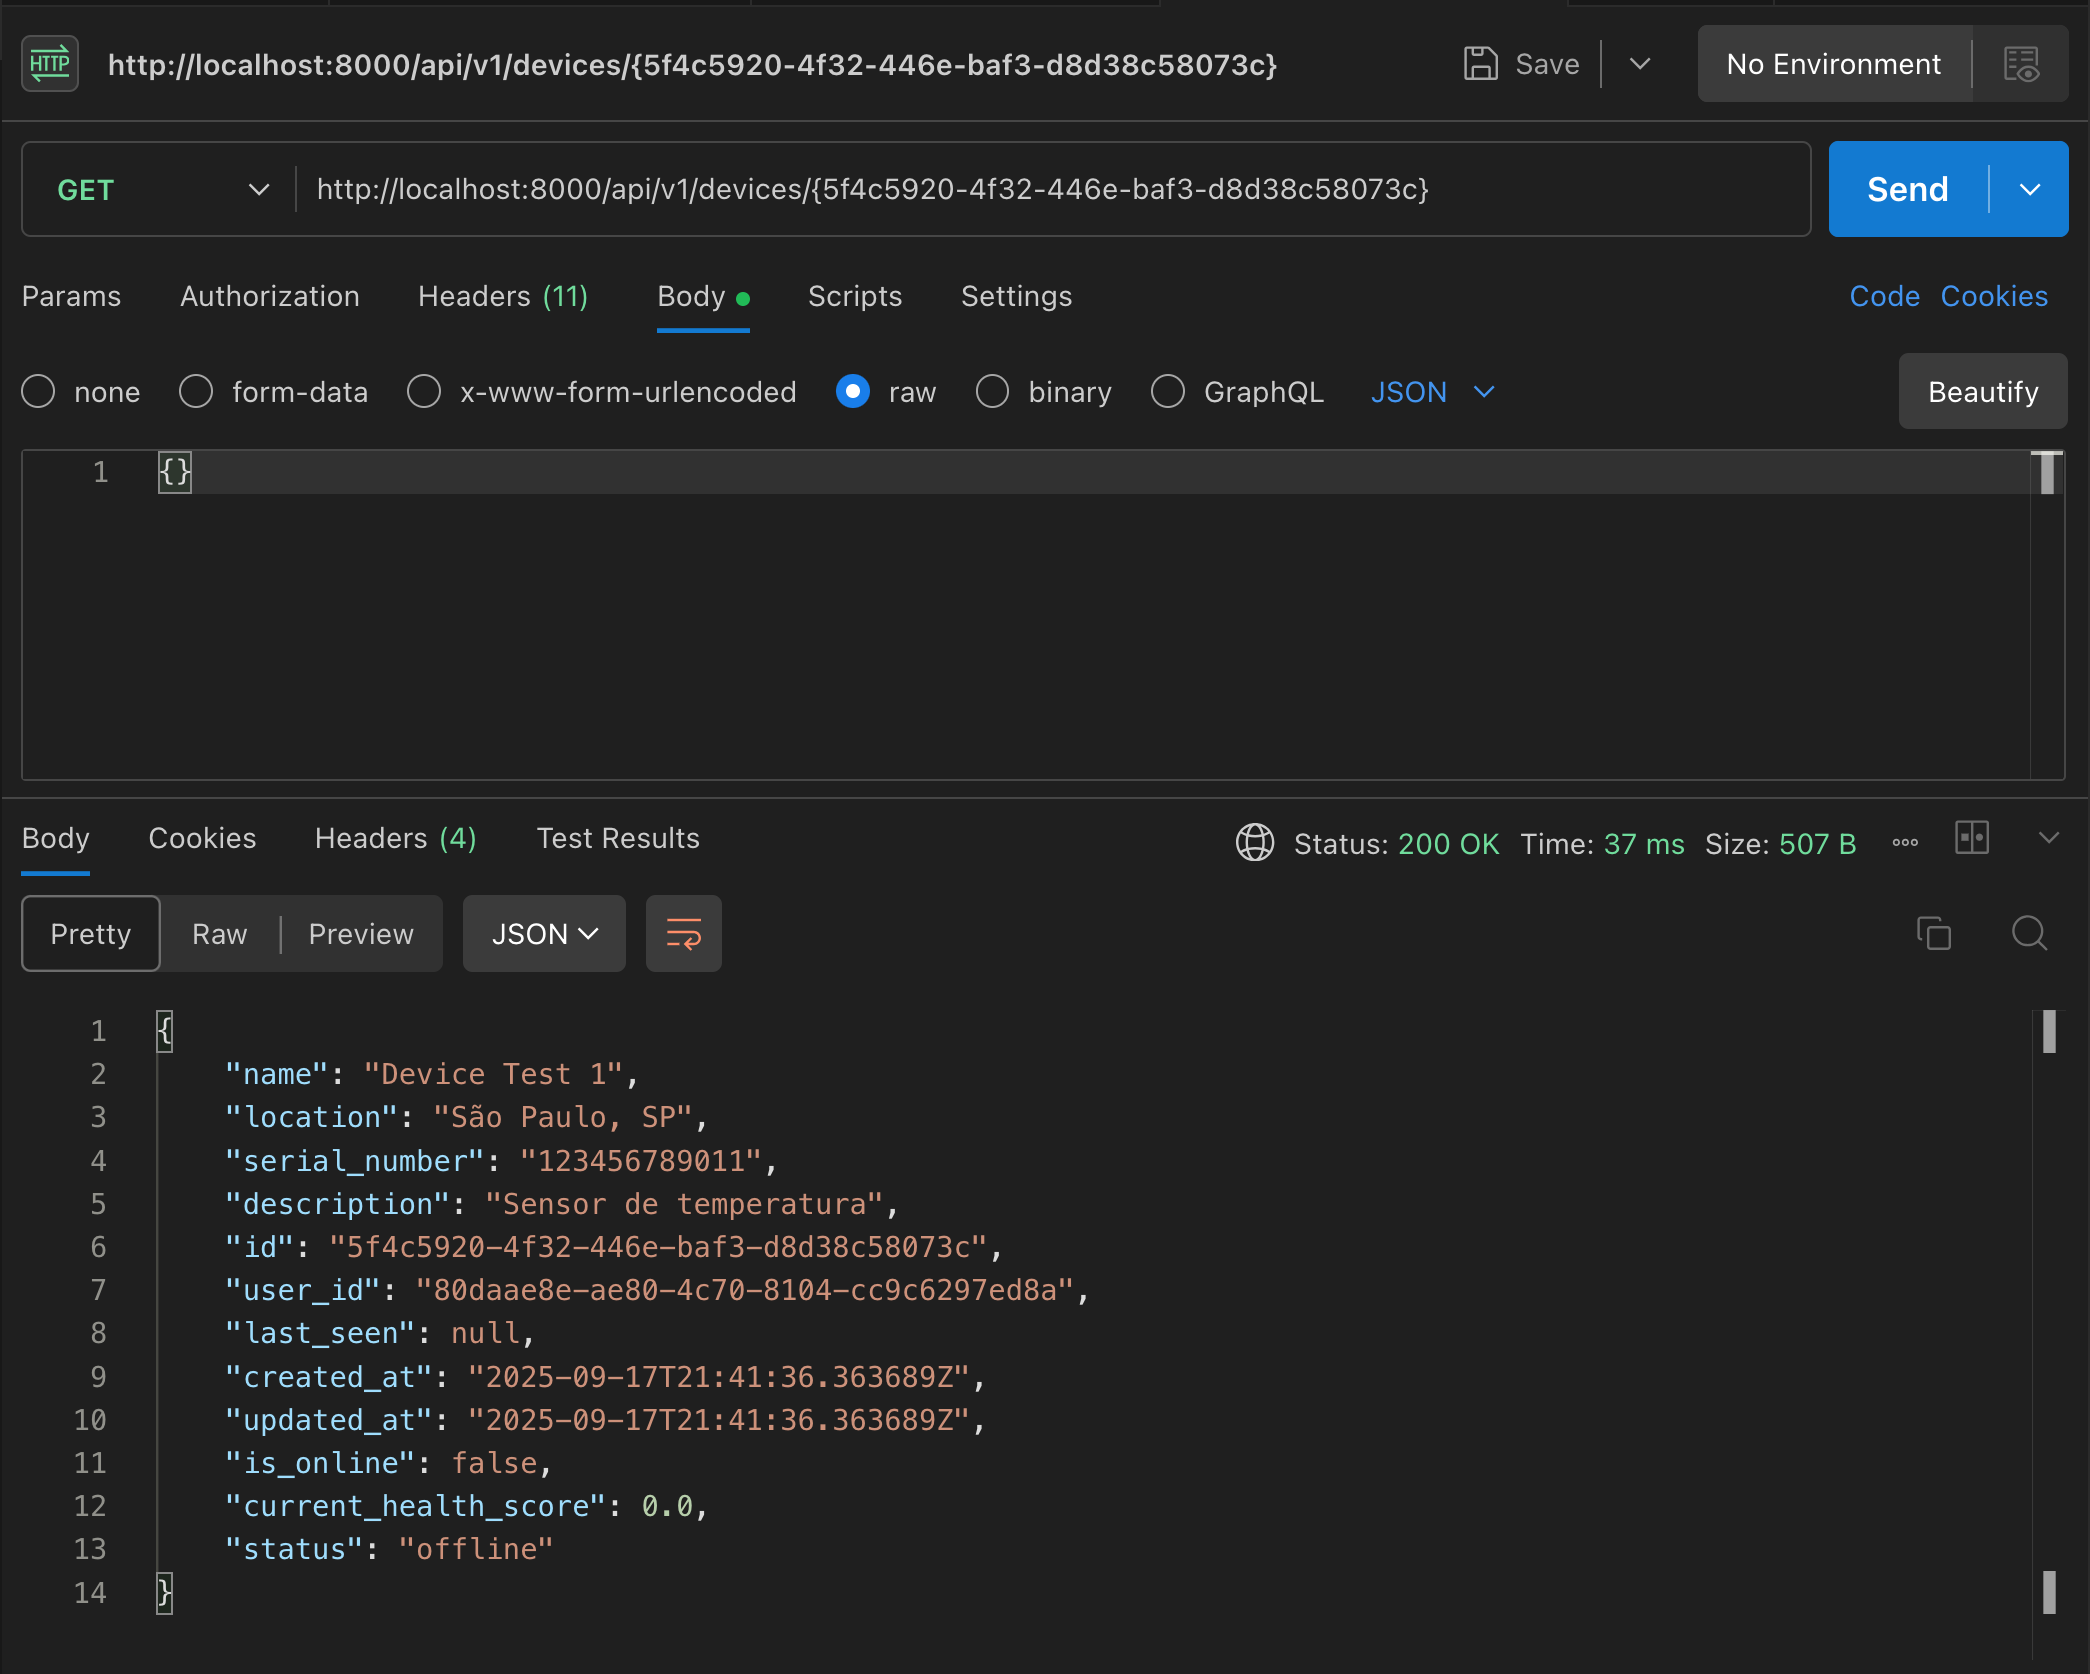 HTTP http://localhost:8000/api/v1/devices/{5f4c5920-4f32-446e-baf3-d8d38c58073c} Save No Environment
GET http://localhost:8000/api/v1/devices/{5f4c5920-4f32-446e-baf3-d8d38c58073c} Send
Params Authorization Headers (11) Body Scripts Settings Code Cookies
none form-data x-www-form-urlencoded raw binary GraphQL JSON Beautify
1 {}
Body Cookies Headers (4) Test Results Status: 200 OK Time: 37 ms Size: 507 B
Pretty Raw Preview JSON
1 {
2 "name": "Device Test 1",
3 "location": "São Paulo, SP",
4 "serial_number": "123456789011",
5 "description": "Sensor de temperatura",
6 "id": "5f4c5920-4f32-446e-baf3-d8d38c58073c",
7 "user_id": "80daae8e-ae80-4c70-8104-cc9c6297ed8a",
8 "last_seen": null,
9 "created_at": "2025-09-17T21:41:36.363689Z",
10 "updated_at": "2025-09-17T21:41:36.363689Z",
11 "is_online": false,
12 "current_health_score": 0.0,
13 "status": "offline"
14 }